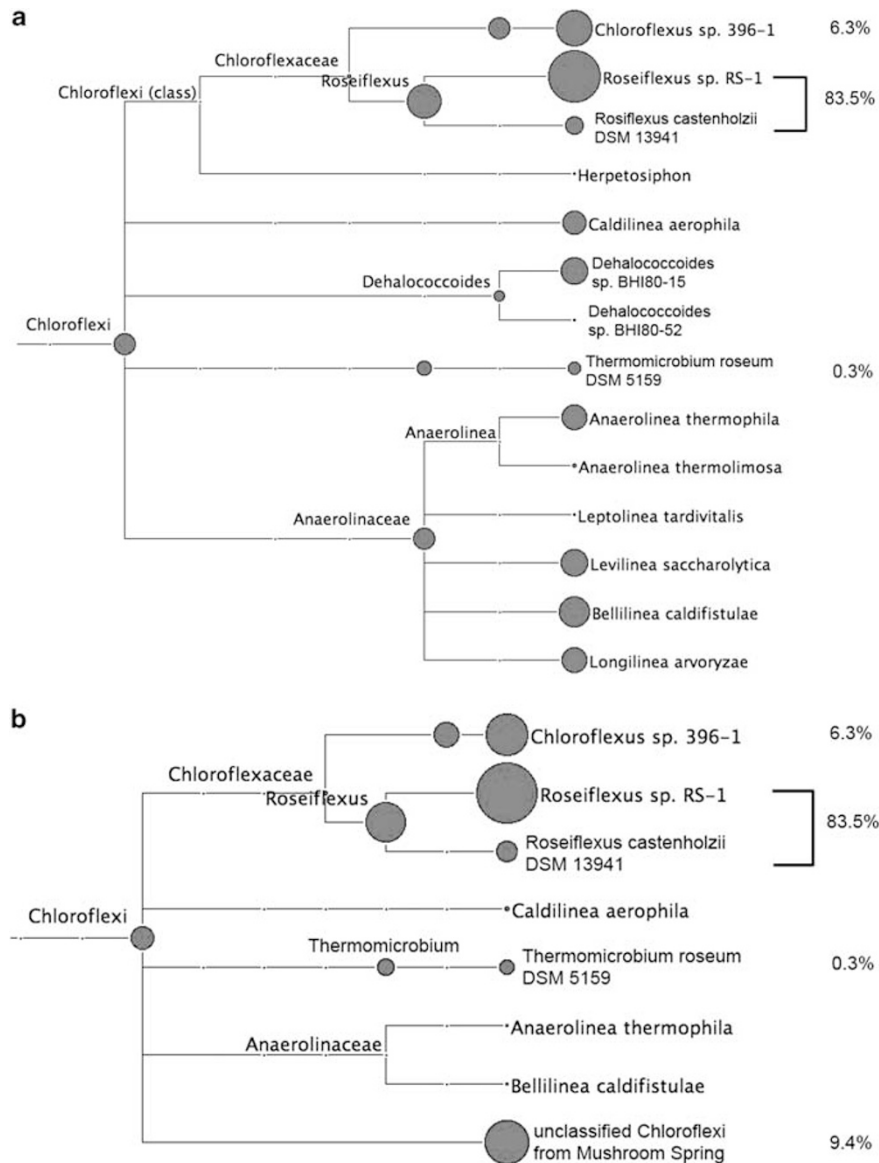 a
Chloroflexus sp. 396-1
6.3%
Chloroflexaceae
Roseiflexus
Roseiflexus sp. RS-1
Chloroflexi (class)
83.5%
Rosiflexus castenholzii
DSM 13941
Herpetosiphon
Caldilinea aerophila
Dehalococcoides
Dehalococcoides
sp. BHI80-15
Dehalococcoides
sp. BHI80-52
Chloroflexi
Thermomicrobium roseum
DSM 5159
0.3%
Anaerolinea
Anaerolinea thermophila
Anaerolinea thermolimosa
Anaerolinaceae
Leptolinea tardivitalis
Levilinea saccharolytica
Bellilinea caldifistulae
Longilinea arvoryzae
b
Chloroflexus sp. 396-1
6.3%
Chloroflexaceae
Roseiflexus
Roseiflexus sp. RS-1
83.5%
Roseiflexus castenholzii
DSM 13941
Chloroflexi
Caldilinea aerophila
Thermomicrobium
Thermomicrobium roseum
DSM 5159
0.3%
Anaerolinaceae
Anaerolinea thermophila
Bellilinea caldifistulae
unclassified Chloroflexi
from Mushroom Spring
9.4%